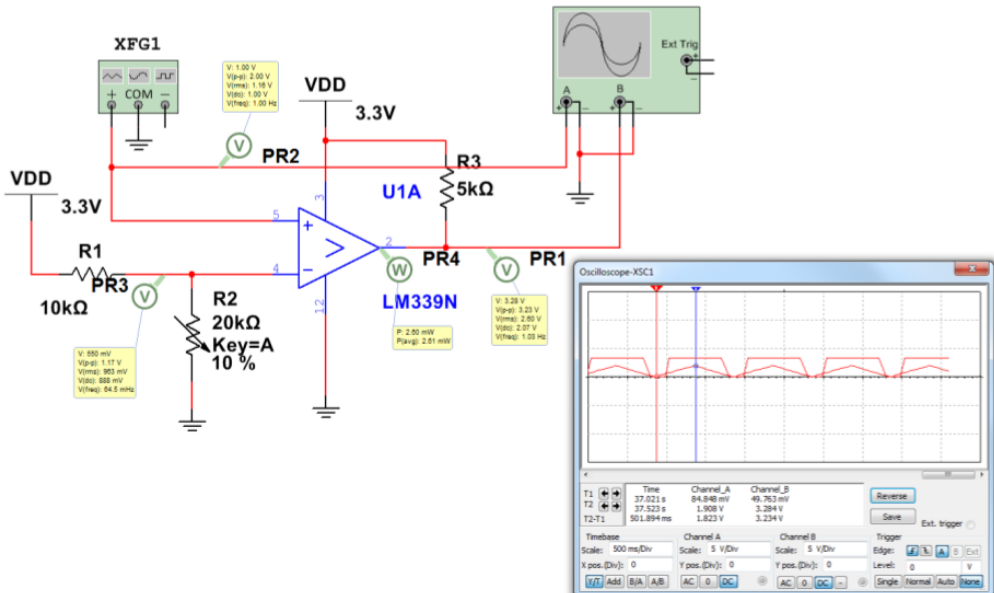 XFG1
COM
V: 1.00 V
V(p-p): 2.00 V
V(rms): 1.16 V
V(dc): 1.00 V
V(freq): 1.00 Hz
V
PR2
VDD
3.3V
Ext Trig
A
B
VDD
3.3V
R3
5kΩ
U1A
3
5
4
2
12
R1
10kΩ
PR3
V
R2
20kΩ
Key=A
10 %
W
PR4
V
PR1
LM339N
V: 550 mV
V(p-p): 1.17 V
V(rms): 963 mV
V(dc): 888 mV
V(freq): 64.5 mHz
P: 2.60 mW
P(avg): 2.61 mW
V: 3.28 V
V(p-p): 3.23 V
V(rms): 2.60 V
V(dc): 2.07 V
V(freq): 1.03 Hz
Oscilloscope-XSC1
Time Channel_A Channel_B
T1 37.021 s 84.848 mV 49.763 mV
T2 37.523 s 1.908 V 3.284 V
T2-T1 501.894 ms 1.823 V 3.234 V
Reverse
Save
Ext. trigger
Timebase Channel A Channel B Trigger
Scale: 500 ms/Div Scale: 5 V/Div Scale: 5 V/Div Edge: A B Ext
X pos.(Div): 0 Y pos.(Div): 0 Y pos.(Div): 0 Level: 0 V
Y/T Add B/A A/B AC 0 DC AC 0 DC - Single Normal Auto None